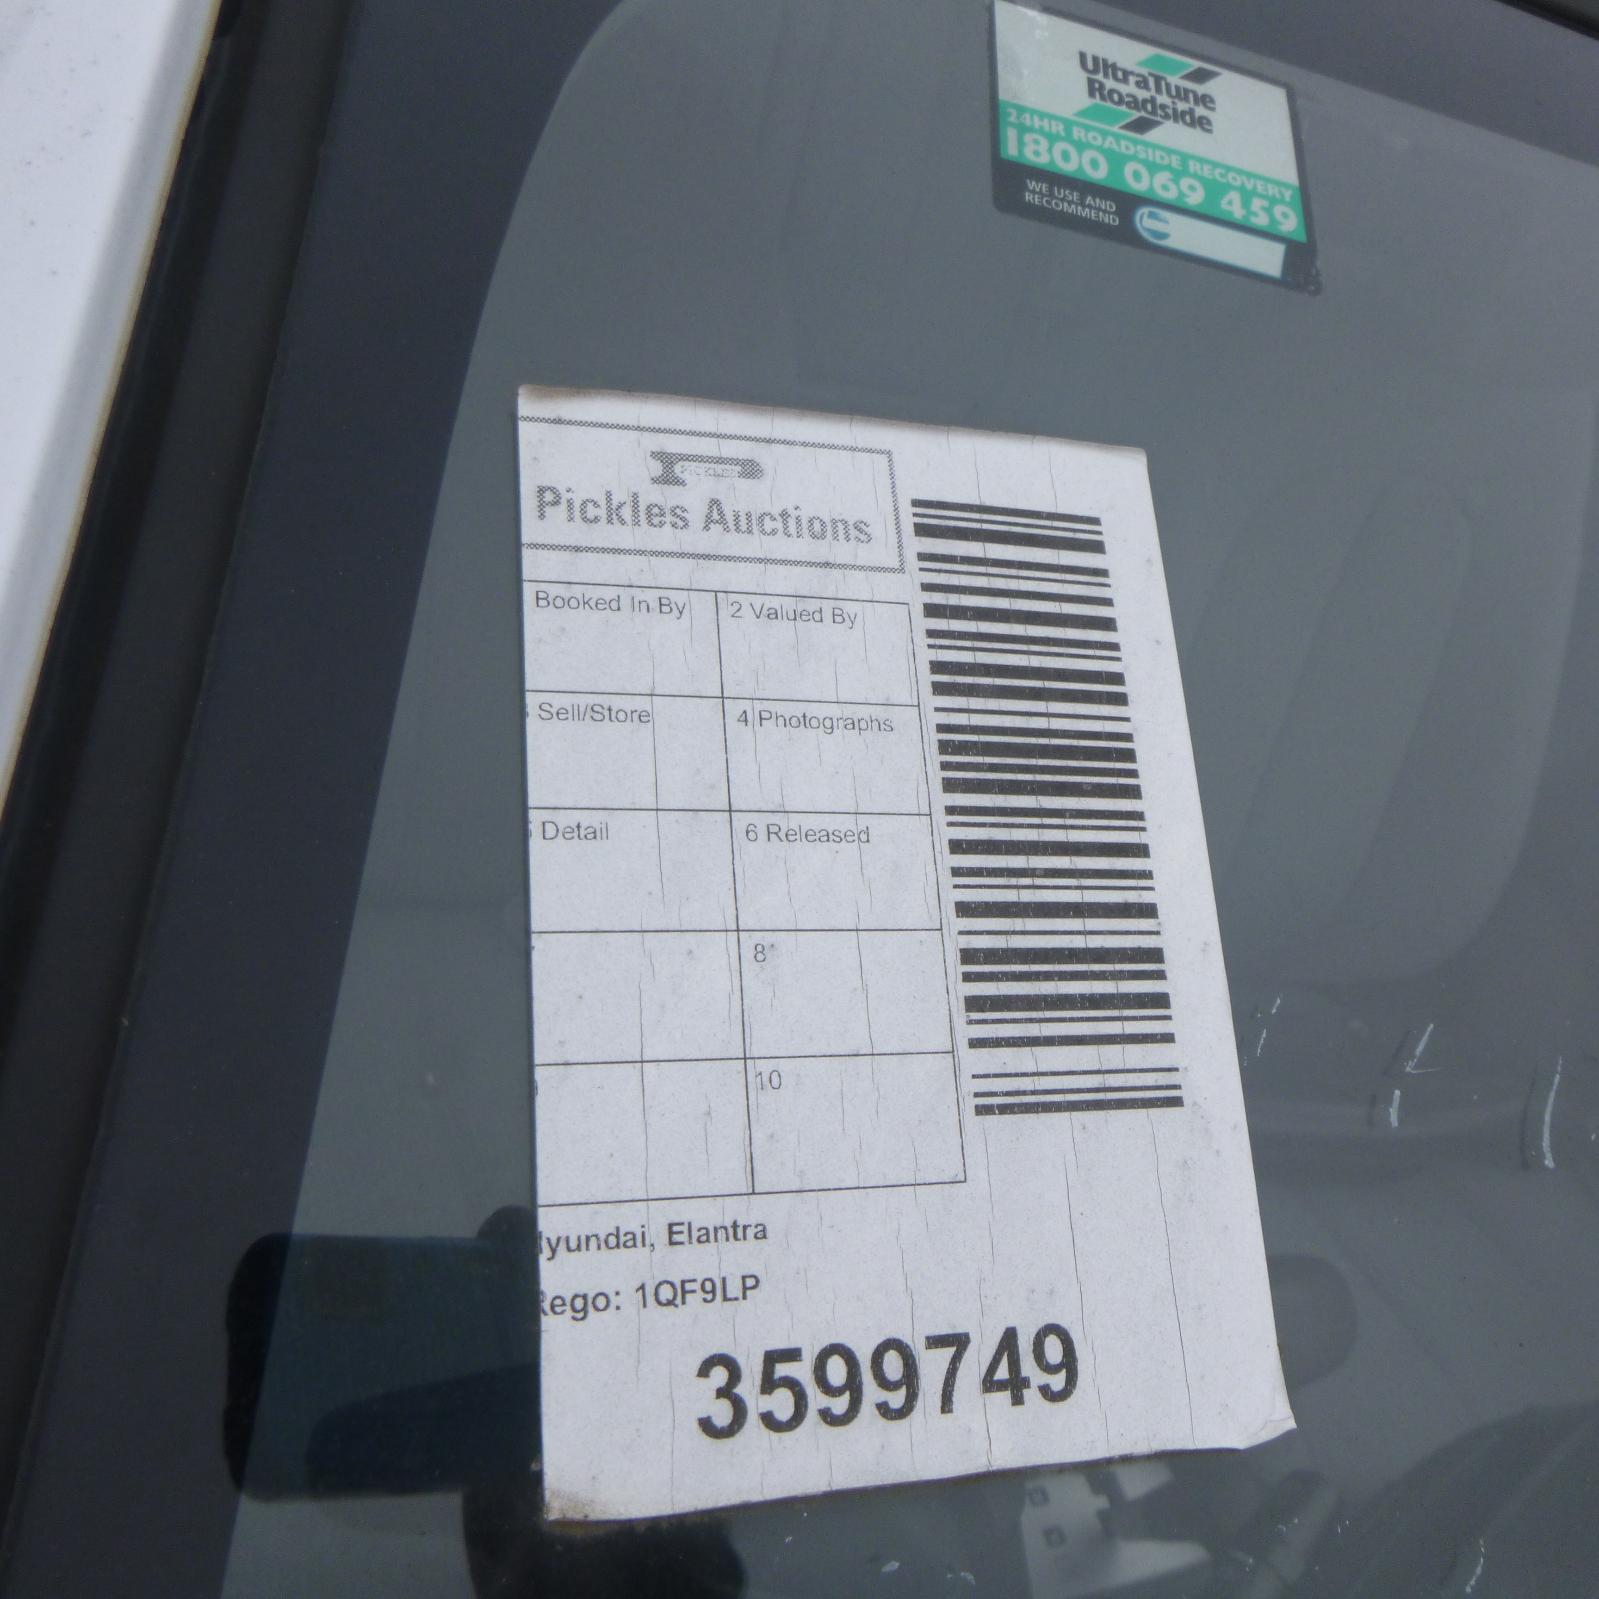 UltraTune
Roadside
24HR ROADSIDE RECOVERY
1800 069 459
WE USE AND
RECOMMEND
PICKLES
Pickles Auctions
Booked In By
2 Valued By
Sell/Store
4 Photographs
Detail
6 Released
8
10
yundai, Elantra
ego: 1QF9LP
3599749